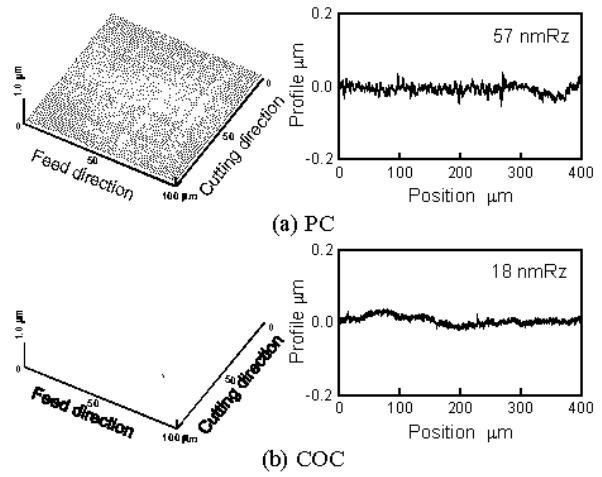 1.0 µm
0
Feed direction
50
100 µm
Cutting direction
50
0
0.2
0.0
-0.2
Profile µm
57 nmRz
0 100 200 300 400
Position µm
(a) PC
1.0 µm
0
Feed direction
50
100 µm
Cutting direction
50
0
0.2
0.0
-0.2
Profile µm
18 nmRz
0 100 200 300 400
Position µm
(b) COC